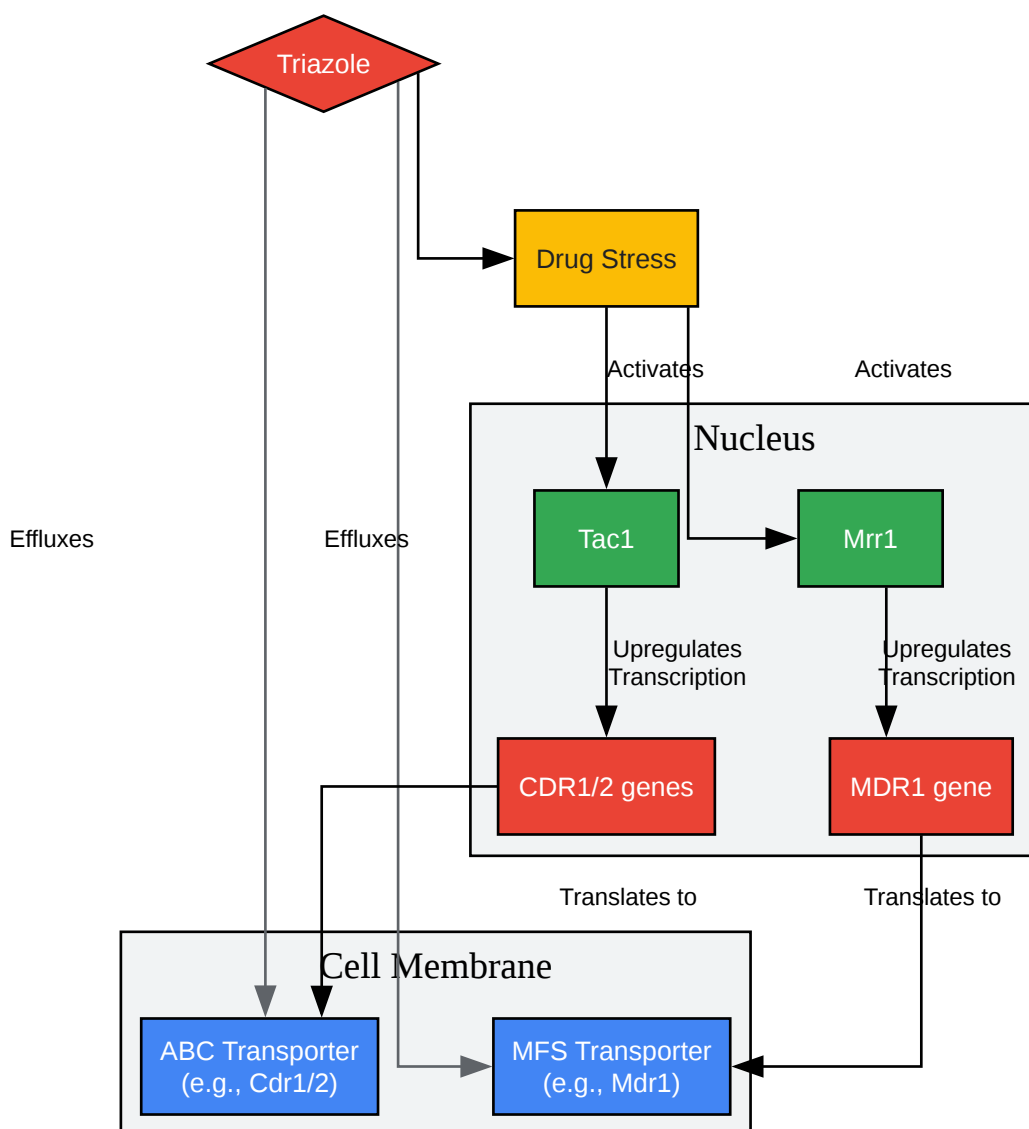 Triazole
Drug Stress
Activates
Activates
Nucleus
Effluxes
Effluxes
Tac1
Mrr1
Upregulates
Transcription
Upregulates
Transcription
CDR1/2 genes
MDR1 gene
Translates to
Translates to
Cell Membrane
ABC Transporter
(e.g., Cdr1/2)
MFS Transporter
(e.g., Mdr1)